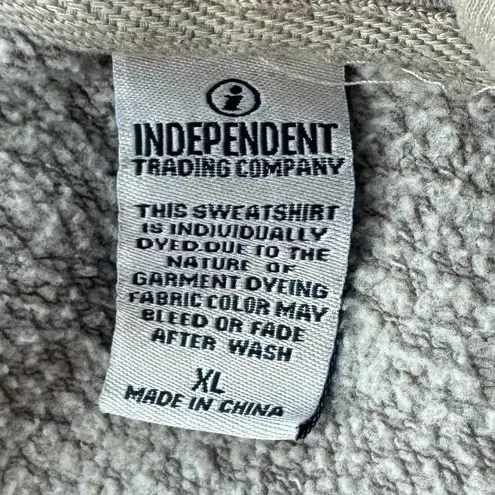 i
INDEPENDENT
TRADING COMPANY
THIS SWEATSHIRT
IS INDIVIDUALLY
DYED.DUE TO THE
NATURE OF
GARMENT DYEING
FABRIC COLOR MAY
BLEED OR FADE
AFTER WASH
XL
MADE IN CHINA